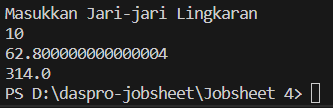 Masukkan Jari-jari Lingkaran
10
62.800000000000004
314.0
PS D:\daspro-jobsheet\Jobsheet 4>